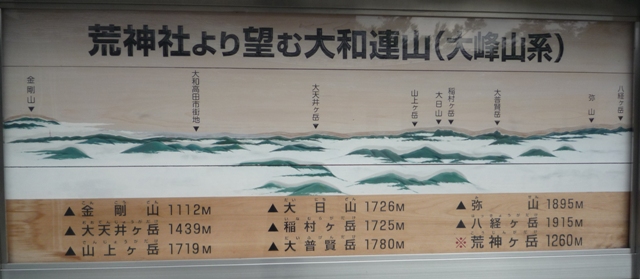 荒神社より望む大和連山(大峰山系)
金剛山
大和高田市街地
大天井ヶ岳
山上ヶ岳
大日山
稲村ヶ岳
大普賢岳
弥山
八経ヶ岳
▲金剛山 1112M ▲大日山 1726M ▲弥山 1895M
▲大天井ヶ岳 1439M ▲稲村ヶ岳 1725M ▲八経ヶ岳 1915M
▲山上ヶ岳 1719M ▲大普賢岳 1780M ※荒神ヶ岳 1260M